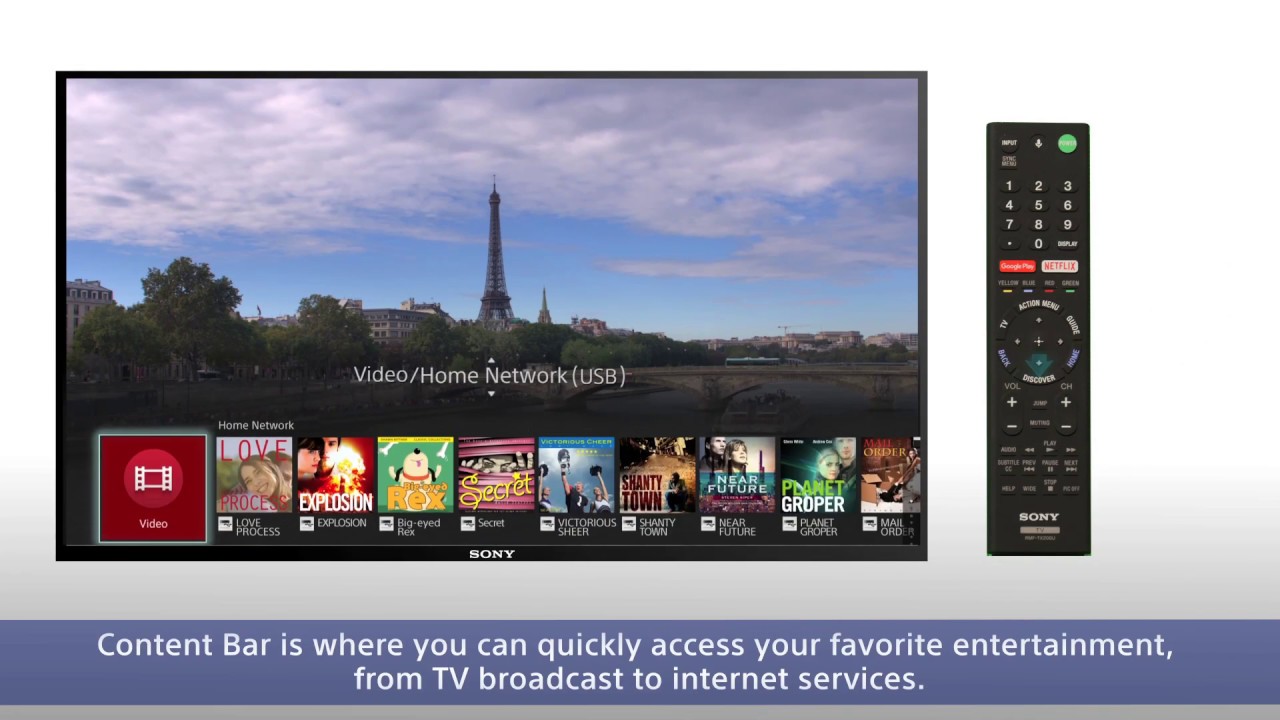 Video/Home Network (USB)
Home Network
Video
LOVE
PROCESS
EXPLOSION
Big-eyed
Rex
Secret
VICTORIOUS CHEER
SHANTY
TOWN
NEAR
FUTURE
PLANET
GROPER
MAIL
ORDER
LOVE
PROCESS
EXPLOSION
Big-eyed
Rex
Secret
VICTORIOUS
SHEER
SHANTY
TOWN
NEAR
FUTURE
PLANET
GROPER
MAIL
ORDER
SONY
INPUT
POWER
SYNC
MENU
1 2 3
4 5 6
7 8 9
• 0 DISPLAY
Google Play NETFLIX
YELLOW BLUE RED GREEN
ACTION MENU
TV GUIDE
BACK HOME
DISCOVER
VOL CH
+ JUMP +
− MUTING −
PLAY
AUDIO
SUBTITLE PREV PAUSE NEXT
CC
STOP
HELP WIDE PIC OFF
SONY
TV
Content Bar is where you can quickly access your favorite entertainment,
from TV broadcast to internet services.